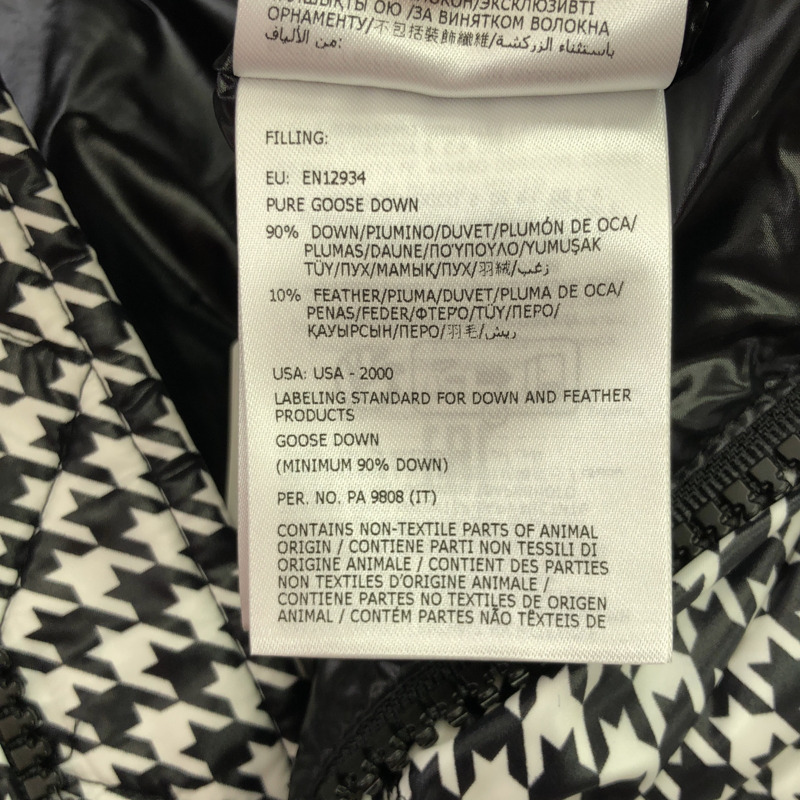 ОЮ/ЭКСКЛЮЗИВТІ
ОРНАМЕНТУ/不包括裝飾纖維/باستثناء الزركشة
من الألياف:
FILLING:
EU: EN12934
PURE GOOSE DOWN
90% DOWN/PIUMINO/DUVET/PLUMÓN DE OCA/
PLUMAS/DAUNE/ΠΟΎΠΟΥΛΟ/YUMUŞAK
TÜY/ПУХ/МАМЫҚ/ПУХ/羽絨/زغب
10% FEATHER/PIUMA/DUVET/PLUMA DE OCA/
PENAS/FEDER/ΦΤΕΡΌ/TÜY/ПЕРО/
ҚАУЫРСЫН/ПЕРО/羽毛/ريش
USA: USA - 2000
LABELING STANDARD FOR DOWN AND FEATHER
PRODUCTS
GOOSE DOWN
(MINIMUM 90% DOWN)
PER. NO. PA 9808 (IT)
CONTAINS NON-TEXTILE PARTS OF ANIMAL
ORIGIN / CONTIENE PARTI NON TESSILI DI
ORIGINE ANIMALE / CONTIENT DES PARTIES
NON TEXTILES D'ORIGINE ANIMALE /
CONTIENE PARTES NO TEXTILES DE ORIGEN
ANIMAL / CONTÉM PARTES NÃO TÊXTEIS DE